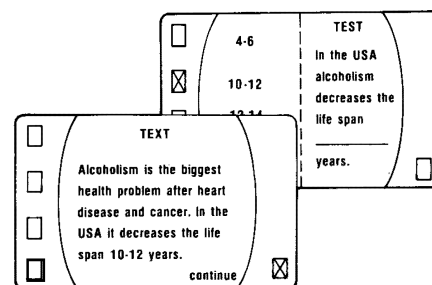 4-6
10-12
TEST
In the USA
alcoholism
decreases the
life span
years.
TEXT
Alcoholism is the biggest
health problem after heart
disease and cancer. In the
USA it decreases the life
span 10-12 years.
continue